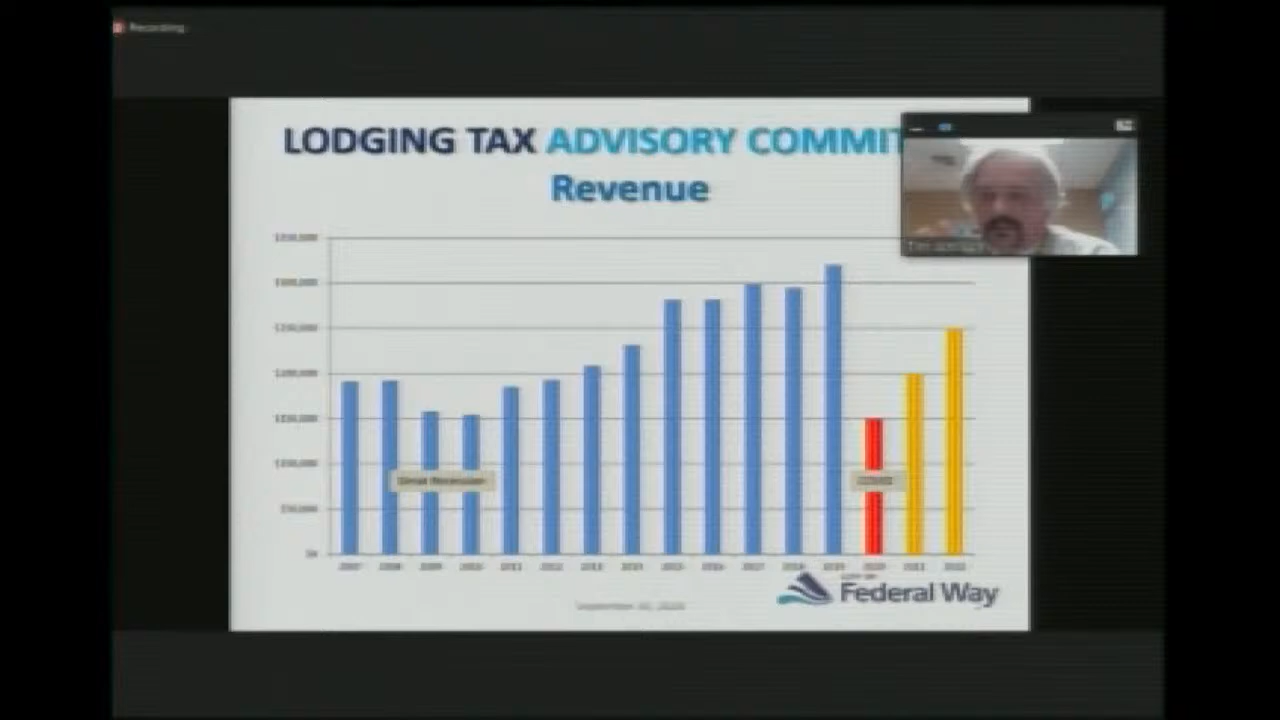 Recording
LODGING TAX ADVISORY COMMIT
Revenue
$350,000
$300,000
$250,000
$200,000
$150,000
$100,000
$50,000
$0
Great Recession
COVID
2007 2008 2009 2010 2011 2012 2013 2014 2015 2016 2017 2018 2019 2020 2021 2022
CITY OF
Federal Way